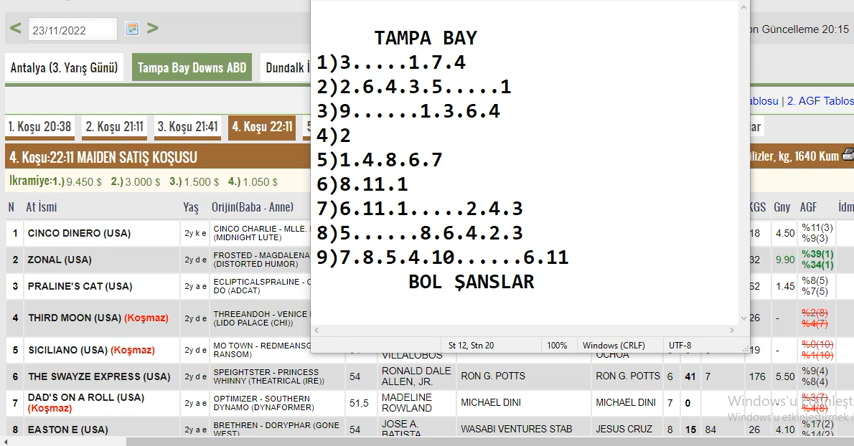 23/11/2022
on Güncelleme 20:15
Antalya (3. Yarış Günü) Tampa Bay Downs ABD Dundalk İ
ablosu | 2. AGF Tablos
1. Koşu 20:38 2. Koşu 21:11 3. Koşu 21:41 4. Koşu 22:11 5 ar
4. Koşu:22:11 MAIDEN SATIŞ KOŞUSU
ilizler, kg, 1640 Kum
Ikramiye:1.) 9.450 $ 2.) 3.000 $ 3.) 1.500 $ 4.) 1.050 $
TAMPA BAY
1)3.....1.7.4
2)2.6.4.3.5.....1
3)9......1.3.6.4
4)2
5)1.4.8.6.7
6)8.11.1
7)6.11.1.....2.4.3
8)5......8.6.4.2.3
9)7.8.5.4.10......6.11
BOL ŞANSLAR
St 12, Stn 20 100% Windows (CRLF) UTF-8
N At İsmi Yaş Orijin(Baba - Anne) KGS Gny AGF İdm
1 CINCO DINERO (USA) 2y k e CINCO CHARLIE - MLLE.
(MIDNIGHT LUTE) 18 4.50 %11(3)
%9(3)
2 ZONAL (USA) 2y d e FROSTED - MAGDALENA
(DISTORTED HUMOR) 32 9.90 %39(1)
%34(1)
3 PRALINE'S CAT (USA) 2y a e ECLIPTICALSPRALINE - C
DO (ADCAT) 62 1.45 %8(5)
%7(5)
4 THIRD MOON (USA) (Koşmaz) 2y d e THREEANDOH - VENICE
(LIDO PALACE (CHI)) 26 - %2(8)
%4(7)
5 SICILIANO (USA) (Koşmaz) 2y d e MO TOWN - REDMEANSG
RANSOM) VILLALOBOS OCHOA 19 - %0(10)
%1(10)
6 THE SWAYZE EXPRESS (USA) 2y d e SPEIGHTSTER - PRINCESS
WHINNY (THEATRICAL (IRE)) 54 RONALD DALE
ALLEN, JR. RON G. POTTS RON G. POTTS 6 41 7 176 5.50 %9(4)
%8(4)
7 DAD'S ON A ROLL (USA)
(Koşmaz) 2y a e OPTIMIZER - SOUTHERN
DYNAMO (DYNAFORMER) 51,5 MADELINE
ROWLAND MICHAEL DINI MICHAEL DINI 7 0 %3(7)
%4(8)
Windows'u Etkinleşt
Windows'u etkinleştirmek i
8 EASTON E (USA) 2y a e BRETHREN - DORYPHAR (GONE
WEST) 54 JOSE A.
BATISTA WASABI VENTURES STAB JESUS CRUZ 8 15 84 26 4.10 %17(2)